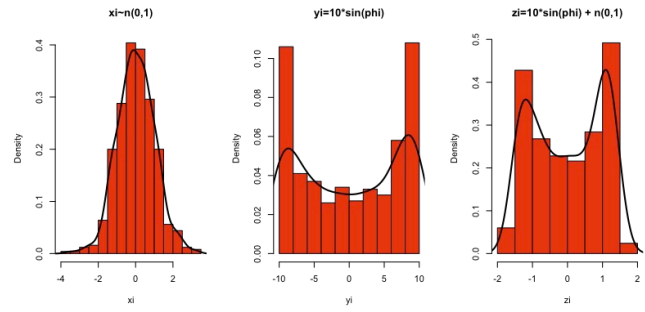 xi~n(0,1)
Density
0.0 0.1 0.2 0.3 0.4
-4 -2 0 2
xi
yi=10*sin(phi)
Density
0.00 0.02 0.04 0.06 0.08 0.10
-10 -5 0 5 10
yi
zi=10*sin(phi) + n(0,1)
Density
0.0 0.1 0.2 0.3 0.4 0.5
-2 -1 0 1 2
zi